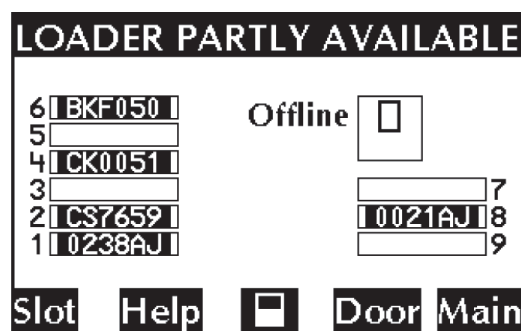 LOADER PARTLY AVAILABLE
6 BKF050
Offline
5
4 CK0051
3
7
2 CS7659
0021AJ 8
1 0238AJ
9
Slot Help Door Main